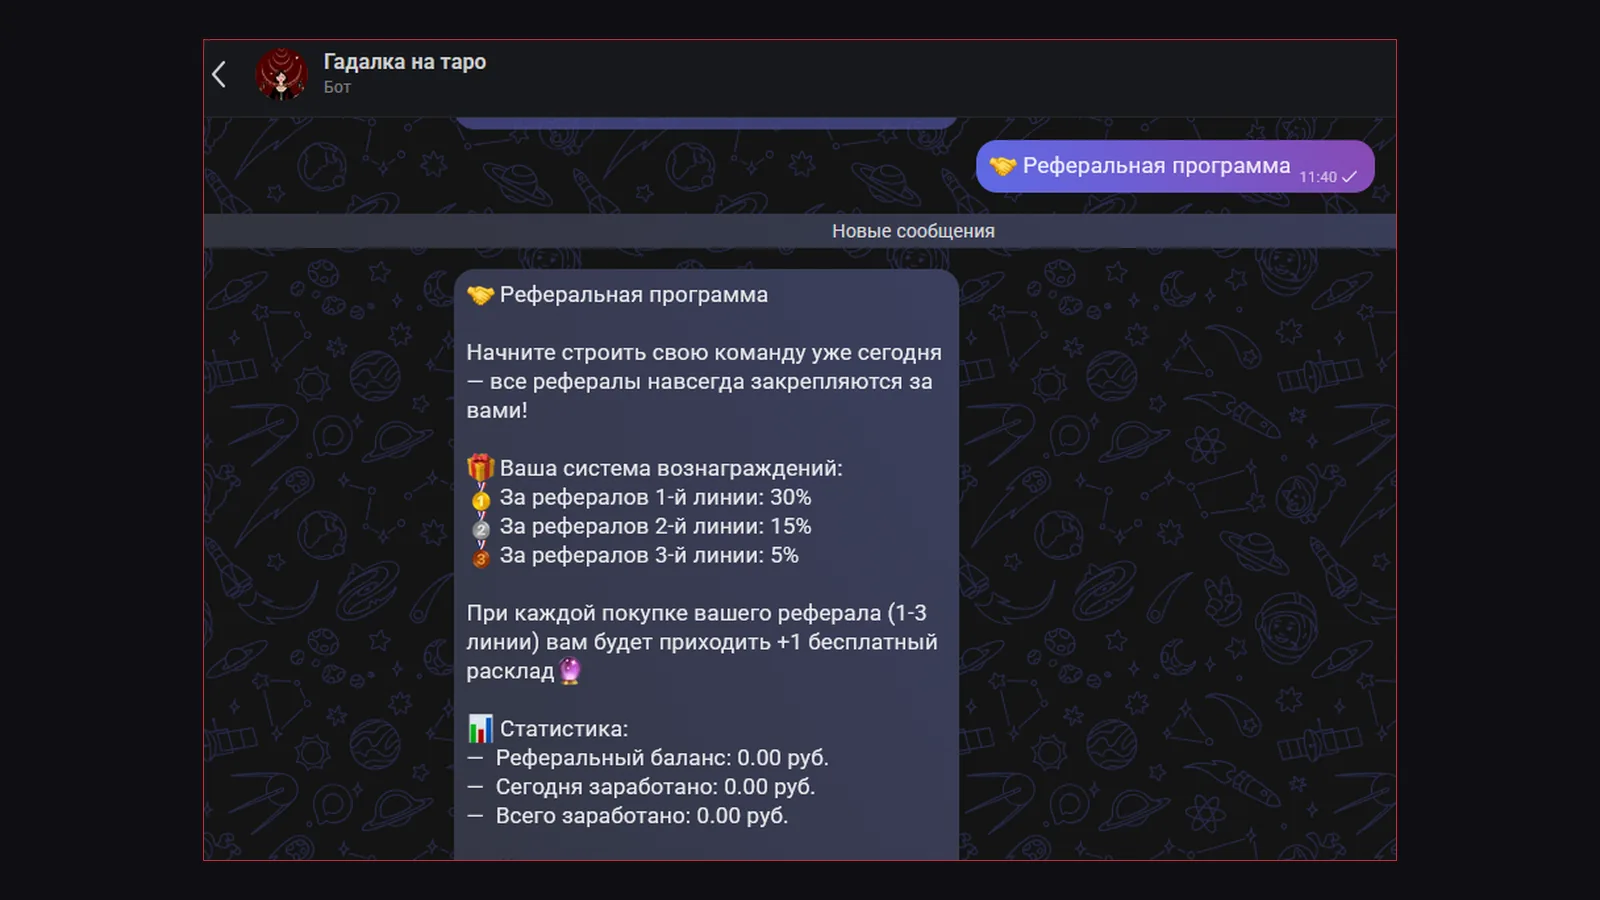 Гадалка на таро
Бот
🤝 Реферальная программа 11:40
Новые сообщения
🤝 Реферальная программа
Начните строить свою команду уже сегодня
— все рефералы навсегда закрепляются за
вами!
🎁 Ваша система вознаграждений:
🥇 За рефералов 1-й линии: 30%
🥈 За рефералов 2-й линии: 15%
🥉 За рефералов 3-й линии: 5%
При каждой покупке вашего реферала (1-3
линии) вам будет приходить +1 бесплатный
расклад🔮
📊 Статистика:
— Реферальный баланс: 0.00 руб.
— Сегодня заработано: 0.00 руб.
— Всего заработано: 0.00 руб.